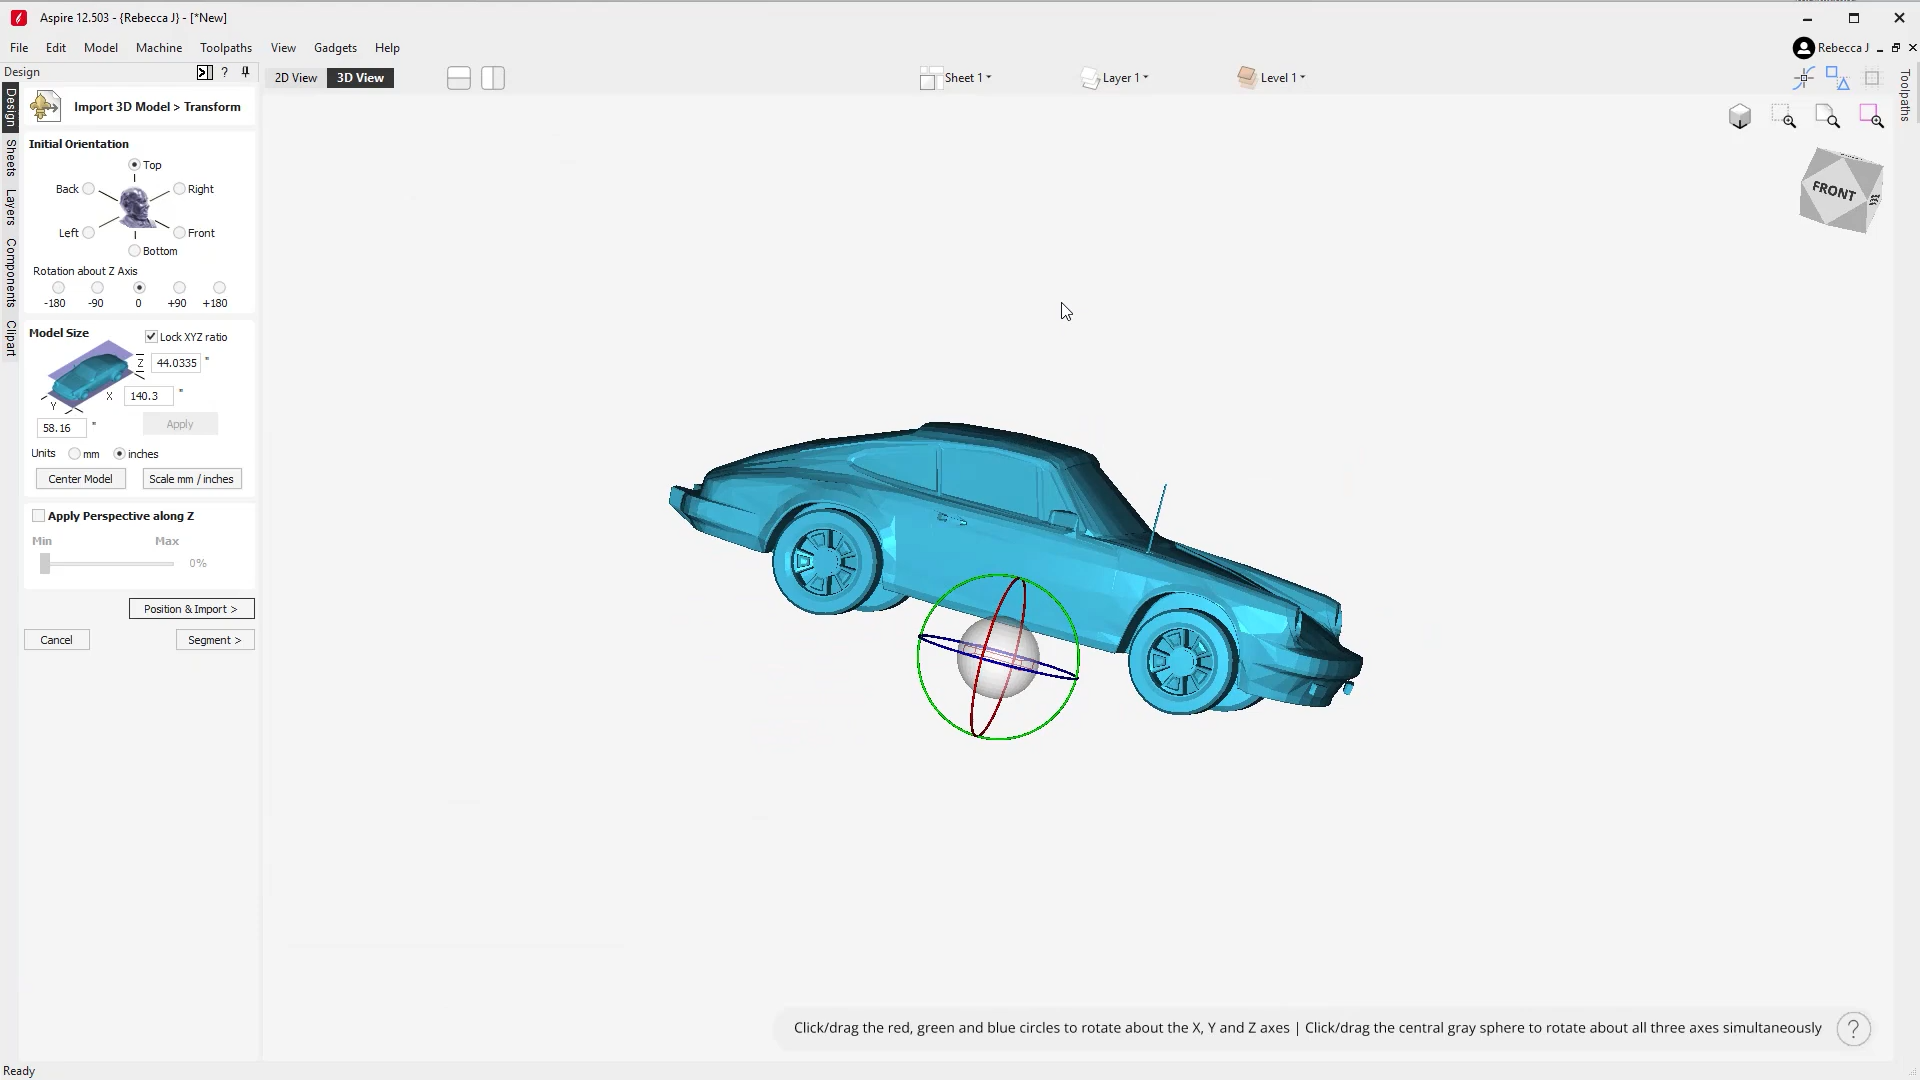 Aspire 12.503 - {Rebecca J} - [*New]
File Edit Model Machine Toolpaths View Gadgets Help
Rebecca J
Design
?
2D View 3D View
Sheet 1
Layer 1
Level 1
Design
Sheets
Layers
Components
Clipart
Toolpaths
Import 3D Model > Transform
Initial Orientation
Top
Back
Right
Left
Front
Bottom
Rotation about Z Axis
-180 -90 0 +90 +180
Model Size
Lock XYZ ratio
Z 44.0335 "
X 140.3 "
Y
58.16 "
Apply
Units mm inches
Center Model
Scale mm / inches
Apply Perspective along Z
Min Max
0%
Position & Import >
Cancel
Segment >
FRONT
Click/drag the red, green and blue circles to rotate about the X, Y and Z axes | Click/drag the central gray sphere to rotate about all three axes simultaneously
?
Ready